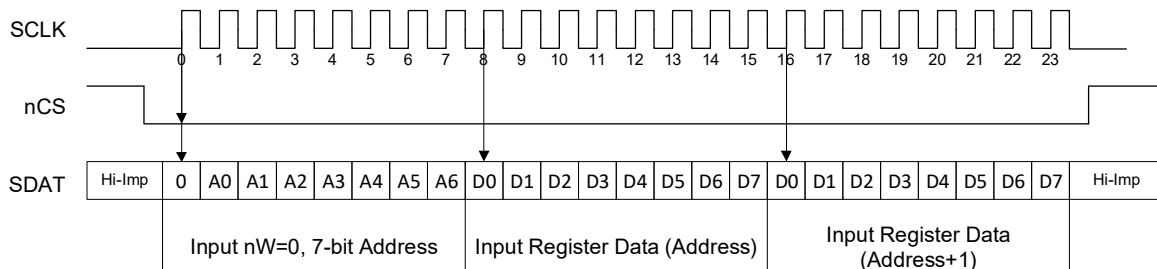 SCLK
0 1 2 3 4 5 6 7 8 9 10 11 12 13 14 15 16 17 18 19 20 21 22 23
nCS
SDAT Hi-Imp 0 A0 A1 A2 A3 A4 A5 A6 D0 D1 D2 D3 D4 D5 D6 D7 D0 D1 D2 D3 D4 D5 D6 D7 Hi-Imp
Input nW=0, 7-bit Address Input Register Data (Address) Input Register Data
(Address+1)